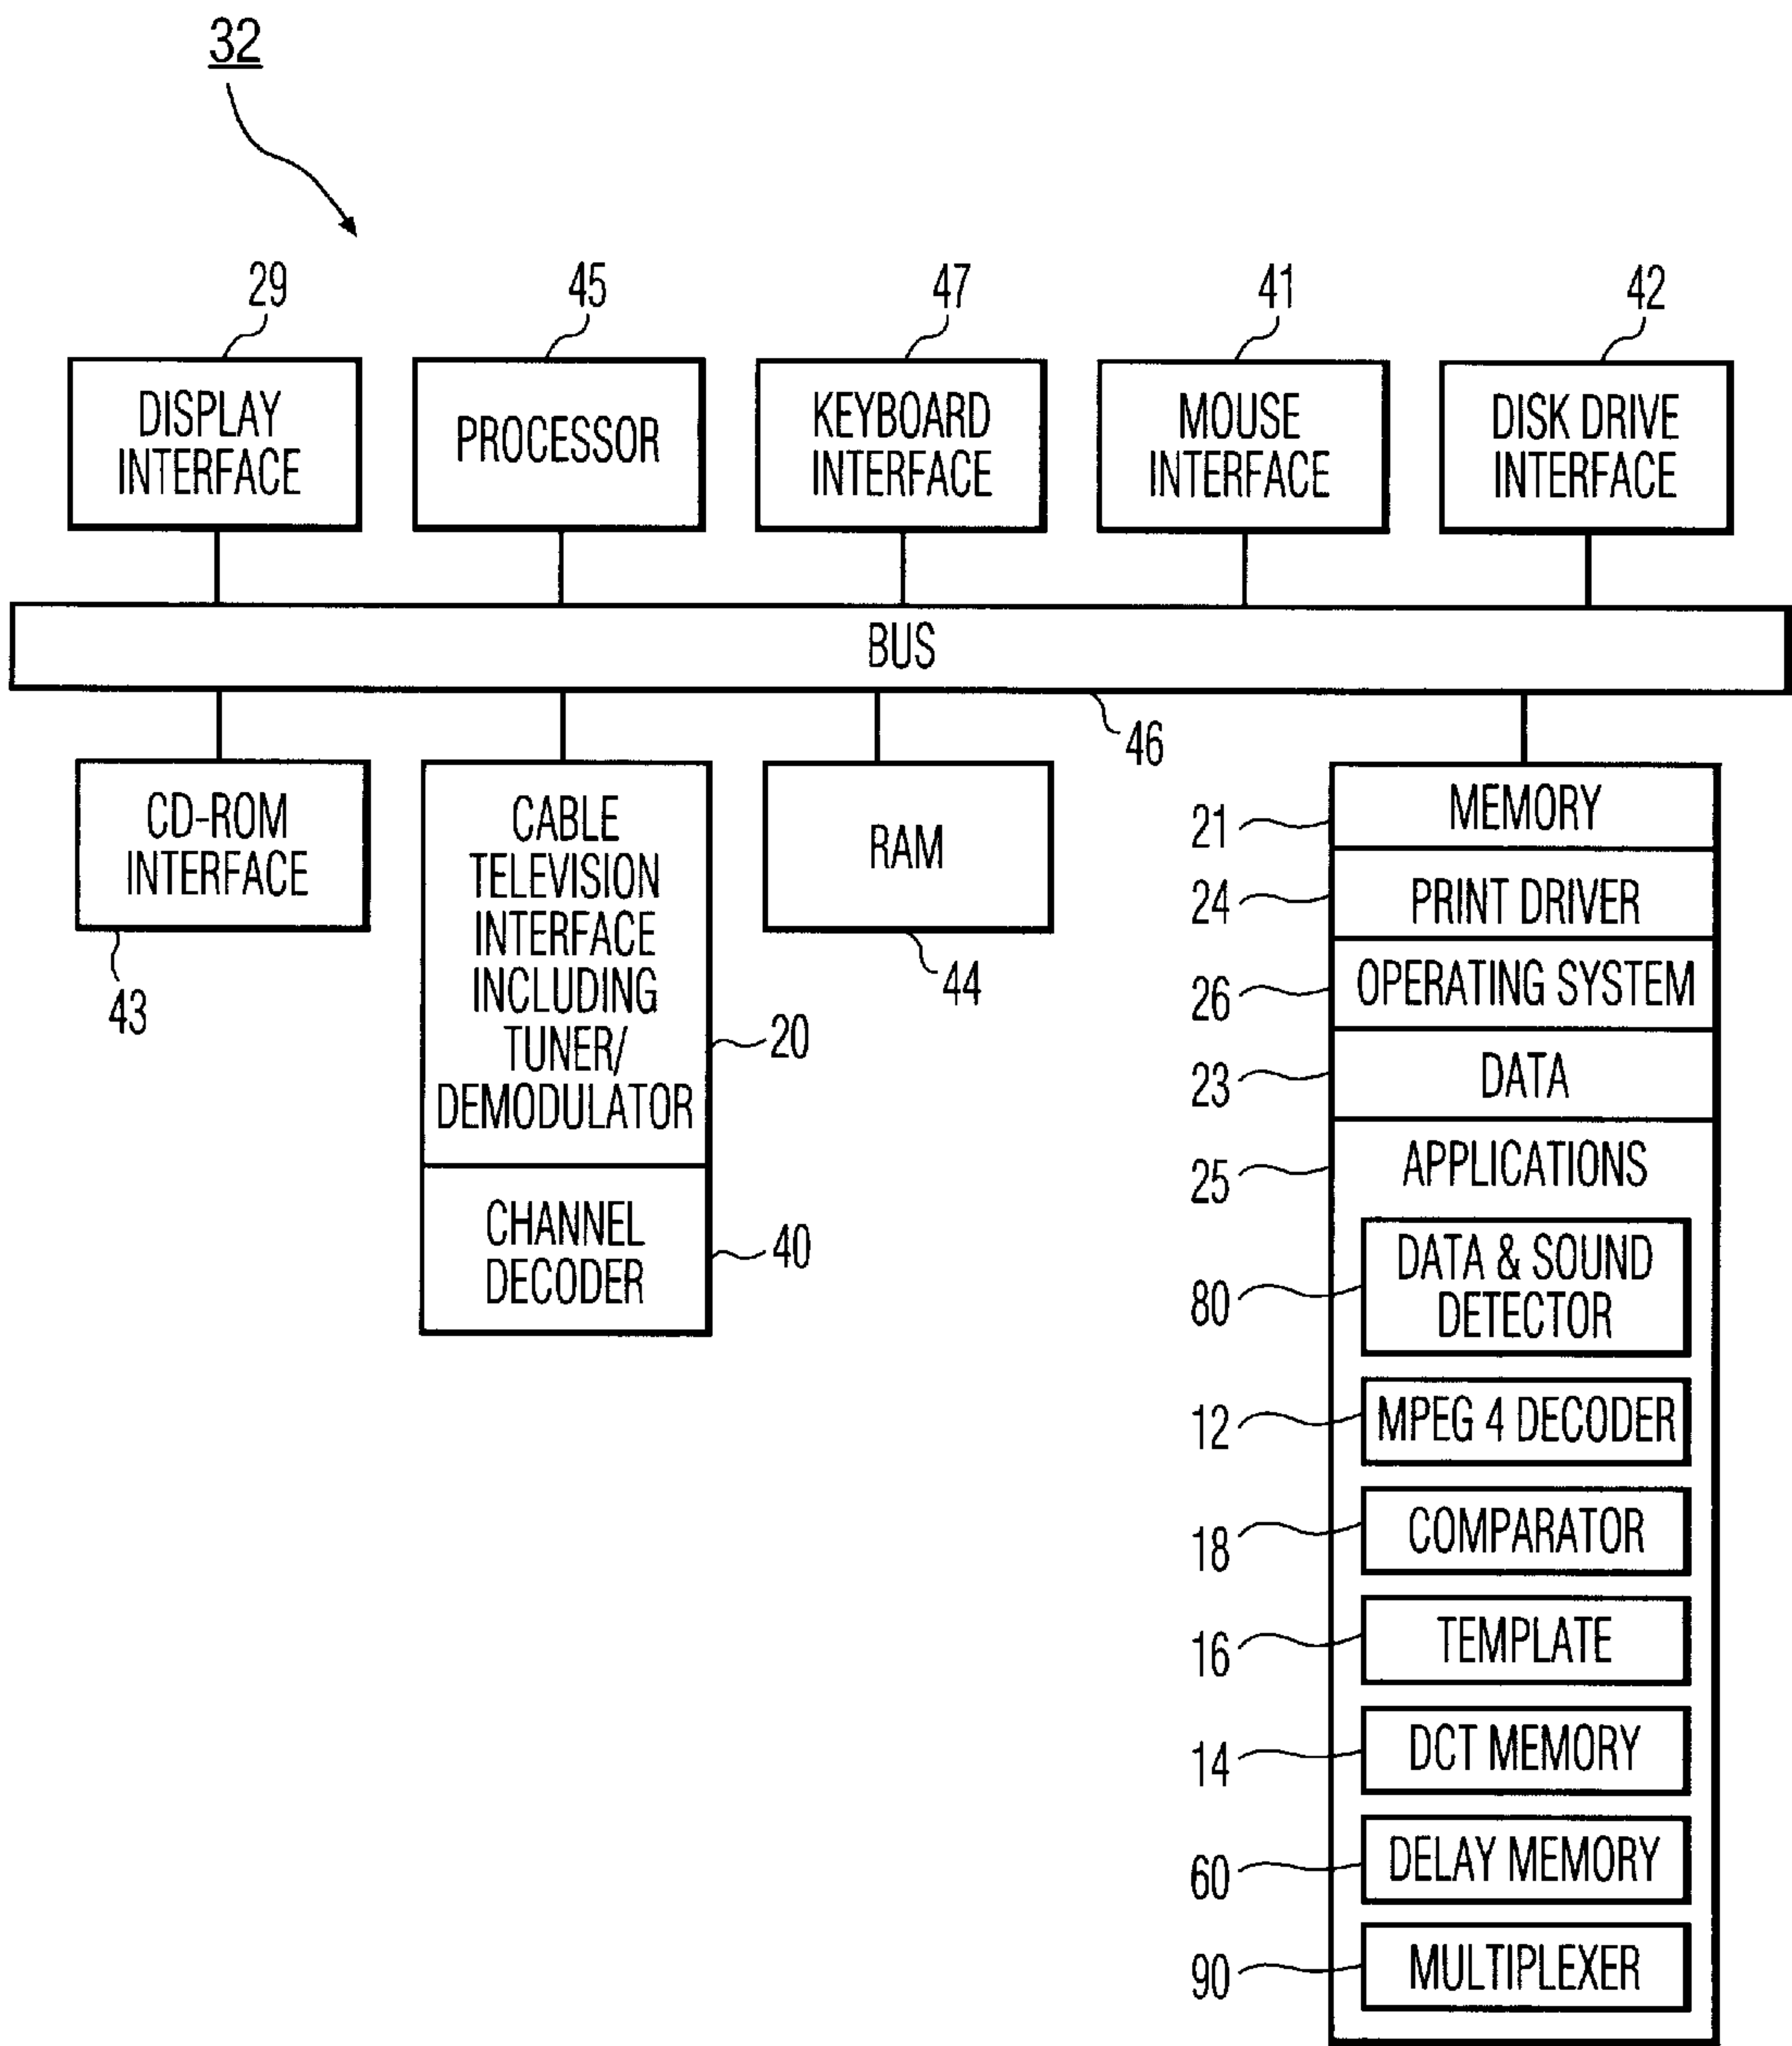 32
29
45
47
41
42
DISPLAY
INTERFACE
PROCESSOR
KEYBOARD
INTERFACE
MOUSE
INTERFACE
DISK DRIVE
INTERFACE
BUS
46
CD-ROM
INTERFACE
43
CABLE
TELEVISION
INTERFACE
INCLUDING
TUNER/
DEMODULATOR
20
CHANNEL
DECODER
40
RAM
44
21
MEMORY
24
PRINT DRIVER
26
OPERATING SYSTEM
23
DATA
25
APPLICATIONS
80
DATA & SOUND
DETECTOR
12
MPEG 4 DECODER
18
COMPARATOR
16
TEMPLATE
14
DCT MEMORY
60
DELAY MEMORY
90
MULTIPLEXER